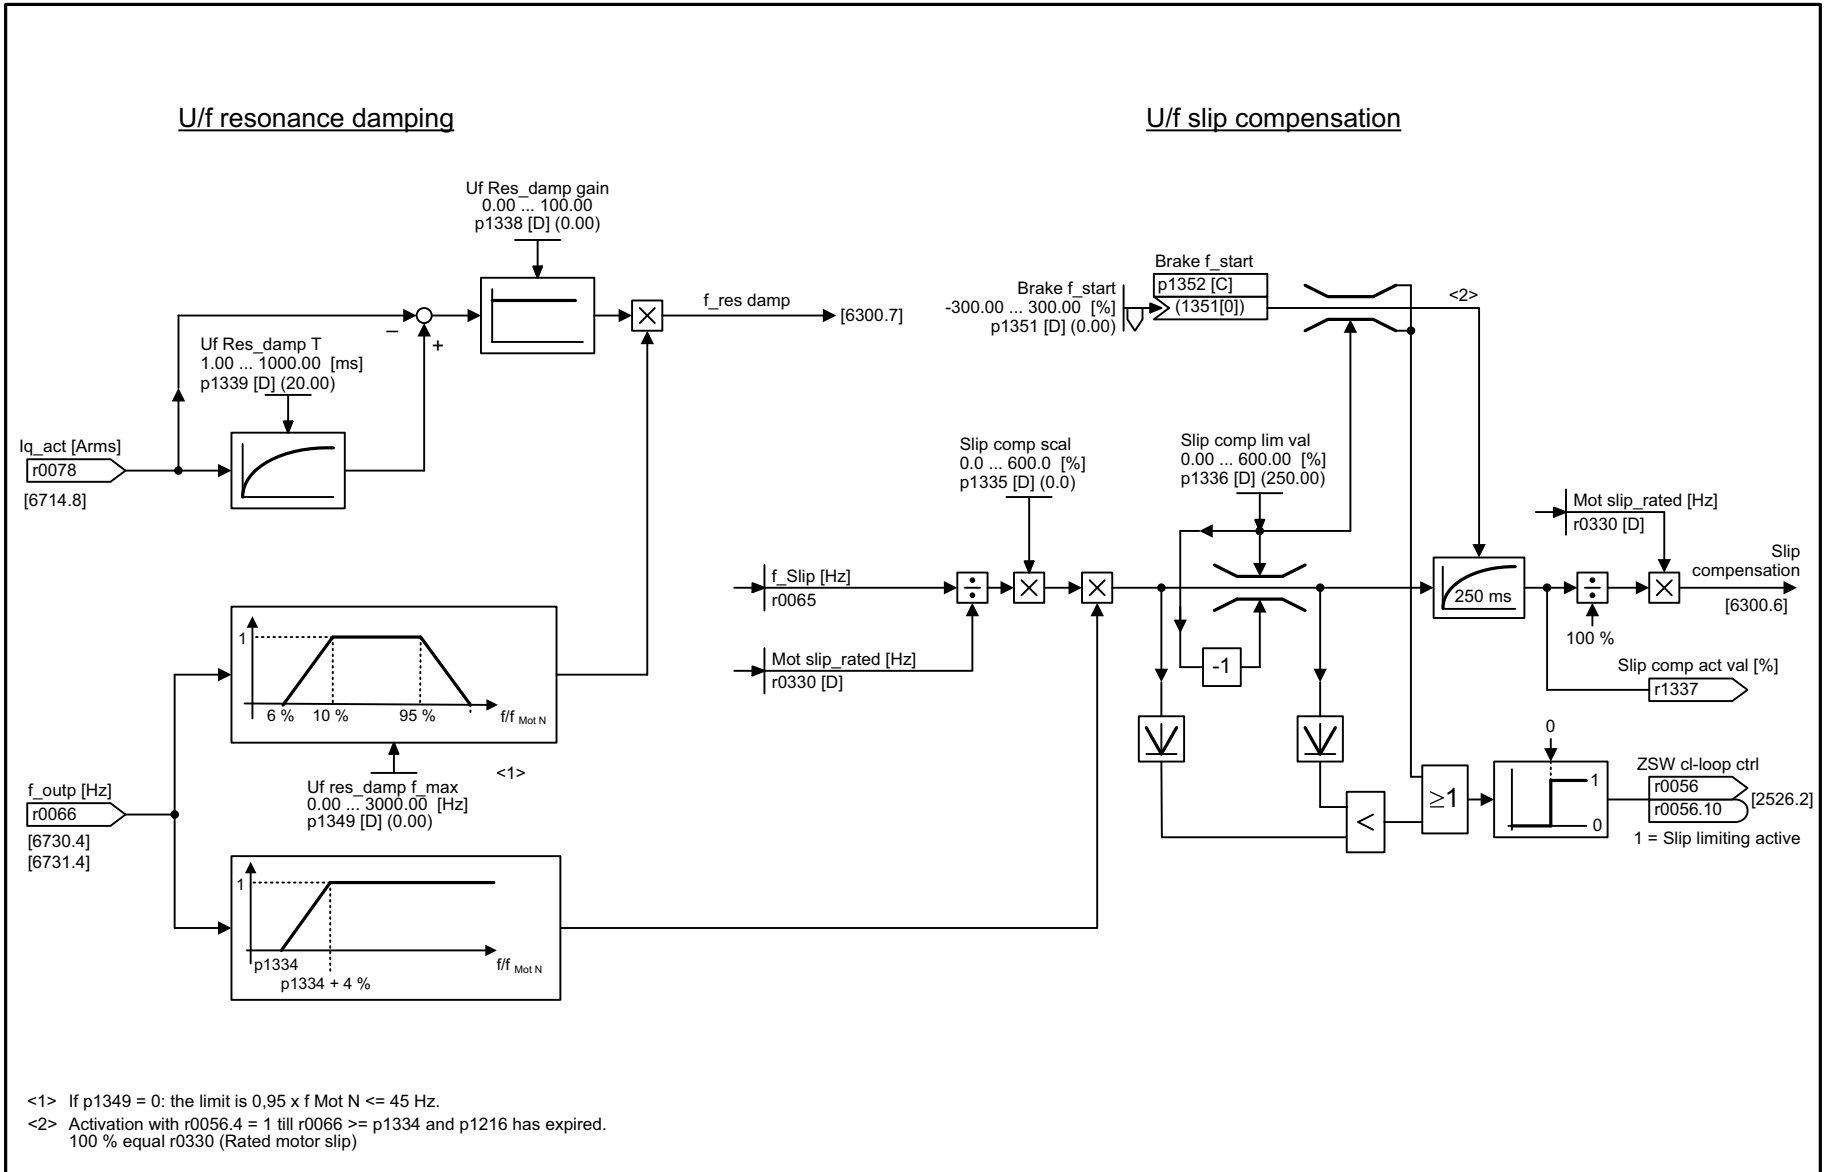 U/f resonance damping
U/f slip compensation
Uf Res_damp gain
0.00 ... 100.00
p1338 [D] (0.00)
f_res damp
[6300.7]
–
+
Uf Res_damp T
1.00 ... 1000.00 [ms]
p1339 [D] (20.00)
Iq_act [Arms]
r0078
[6714.8]
1
6 %
10 %
95 %
f/f Mot N
<1>
Uf res_damp f_max
0.00 ... 3000.00 [Hz]
p1349 [D] (0.00)
f_outp [Hz]
r0066
[6730.4]
[6731.4]
1
p1334
p1334 + 4 %
f/f Mot N
Brake f_start
-300.00 ... 300.00 [%]
p1351 [D] (0.00)
Brake f_start
p1352 [C]
(1351[0])
<2>
Slip comp scal
0.0 ... 600.0 [%]
p1335 [D] (0.0)
Slip comp lim val
0.00 ... 600.00 [%]
p1336 [D] (250.00)
f_Slip [Hz]
r0065
Mot slip_rated [Hz]
r0330 [D]
÷
×
×
-1
250 ms
÷
100 %
×
Mot slip_rated [Hz]
r0330 [D]
Slip
compensation
[6300.6]
Slip comp act val [%]
r1337
<
≥1
0
1
0
ZSW cl-loop ctrl
r0056
r0056.10
[2526.2]
1 = Slip limiting active
<1> If p1349 = 0: the limit is 0,95 x f Mot N <= 45 Hz.
<2> Activation with r0056.4 = 1 till r0066 >= p1334 and p1216 has expired.
100 % equal r0330 (Rated motor slip)